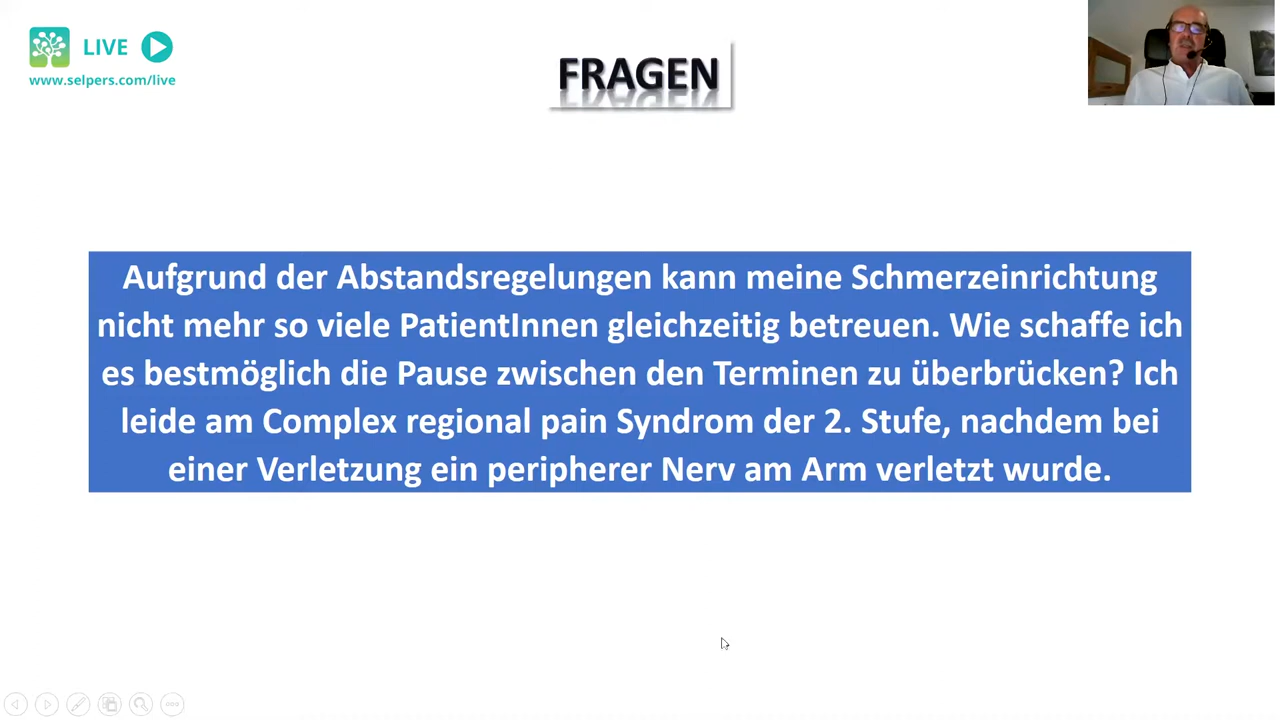 LIVE
www.selpers.com/live
FRAGEN
Aufgrund der Abstandsregelungen kann meine Schmerzeinrichtung
nicht mehr so viele PatientInnen gleichzeitig betreuen. Wie schaffe ich
es bestmöglich die Pause zwischen den Terminen zu überbrücken? Ich
leide am Complex regional pain Syndrom der 2. Stufe, nachdem bei
einer Verletzung ein peripherer Nerv am Arm verletzt wurde.